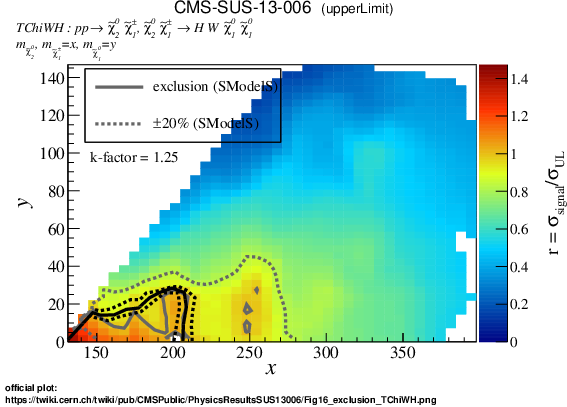 CMS-SUS-13-006 (upperLimit)
TChiWH : pp → χ̃₂⁰ χ̃₁±, χ̃₂⁰ χ̃₁± → H W χ̃₁⁰ χ̃₁⁰
m_χ̃₂⁰, m_χ̃₁±=x, m_χ̃₁⁰=y
exclusion (SModelS)
±20% (SModelS)
k-factor = 1.25
140
120
100
80
60
40
20
0
y
150 200 250 300 350
x
1.4
1.2
1
0.8
0.6
0.4
0.2
0
r = σ_signal/σ_UL
official plot:
https://twiki.cern.ch/twiki/pub/CMSPublic/PhysicsResultsSUS13006/Fig16_exclusion_TChiWH.png